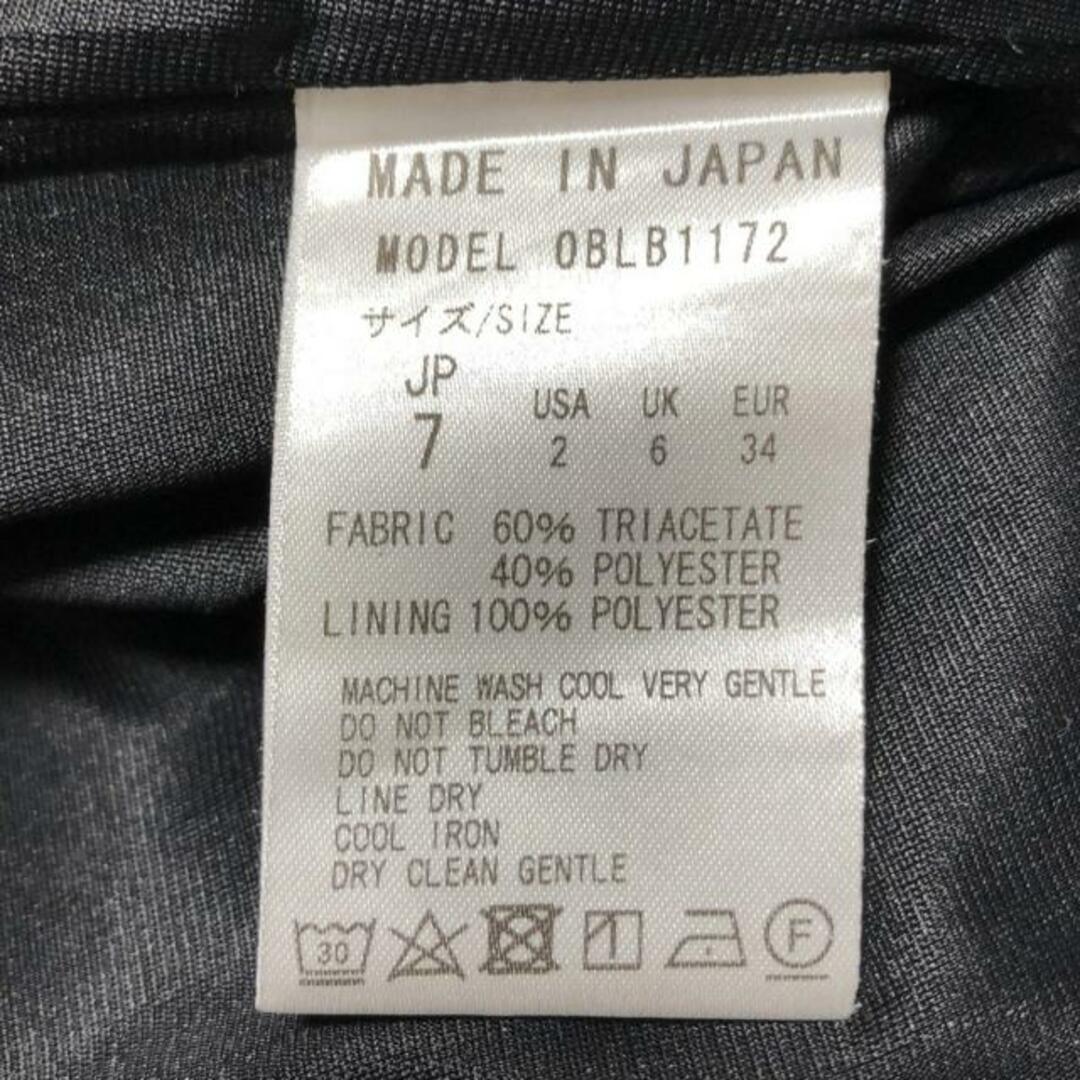 MADE IN JAPAN
MODEL OBLB1172
サイズ/SIZE
JP USA UK EUR
7 2 6 34
FABRIC 60% TRIACETATE
40% POLYESTER
LINING 100% POLYESTER
MACHINE WASH COOL VERY GENTLE
DO NOT BLEACH
DO NOT TUMBLE DRY
LINE DRY
COOL IRON
DRY CLEAN GENTLE
30 F